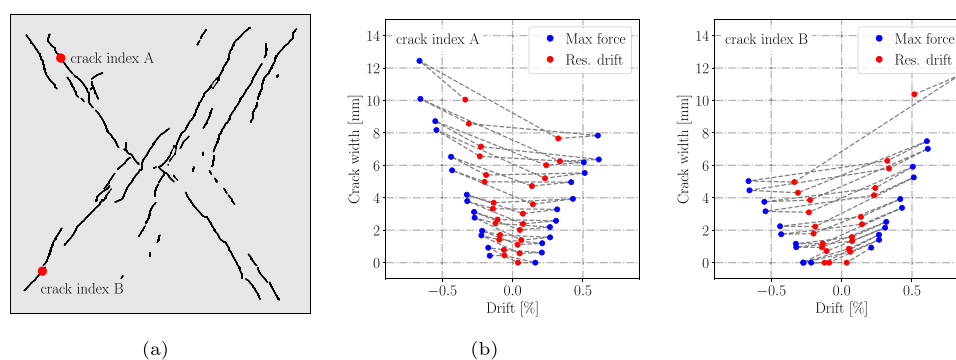 crack index A
crack index B
(a)
crack index A
Max force
Res. drift
14
12
10
8
6
4
2
0
Crack width [mm]
−0.5
0.0
0.5
Drift [%]
(b)
crack index B
Max force
Res. drift
14
12
10
8
6
4
2
0
Crack width [mm]
−0.5
0.0
0.5
Drift [%]